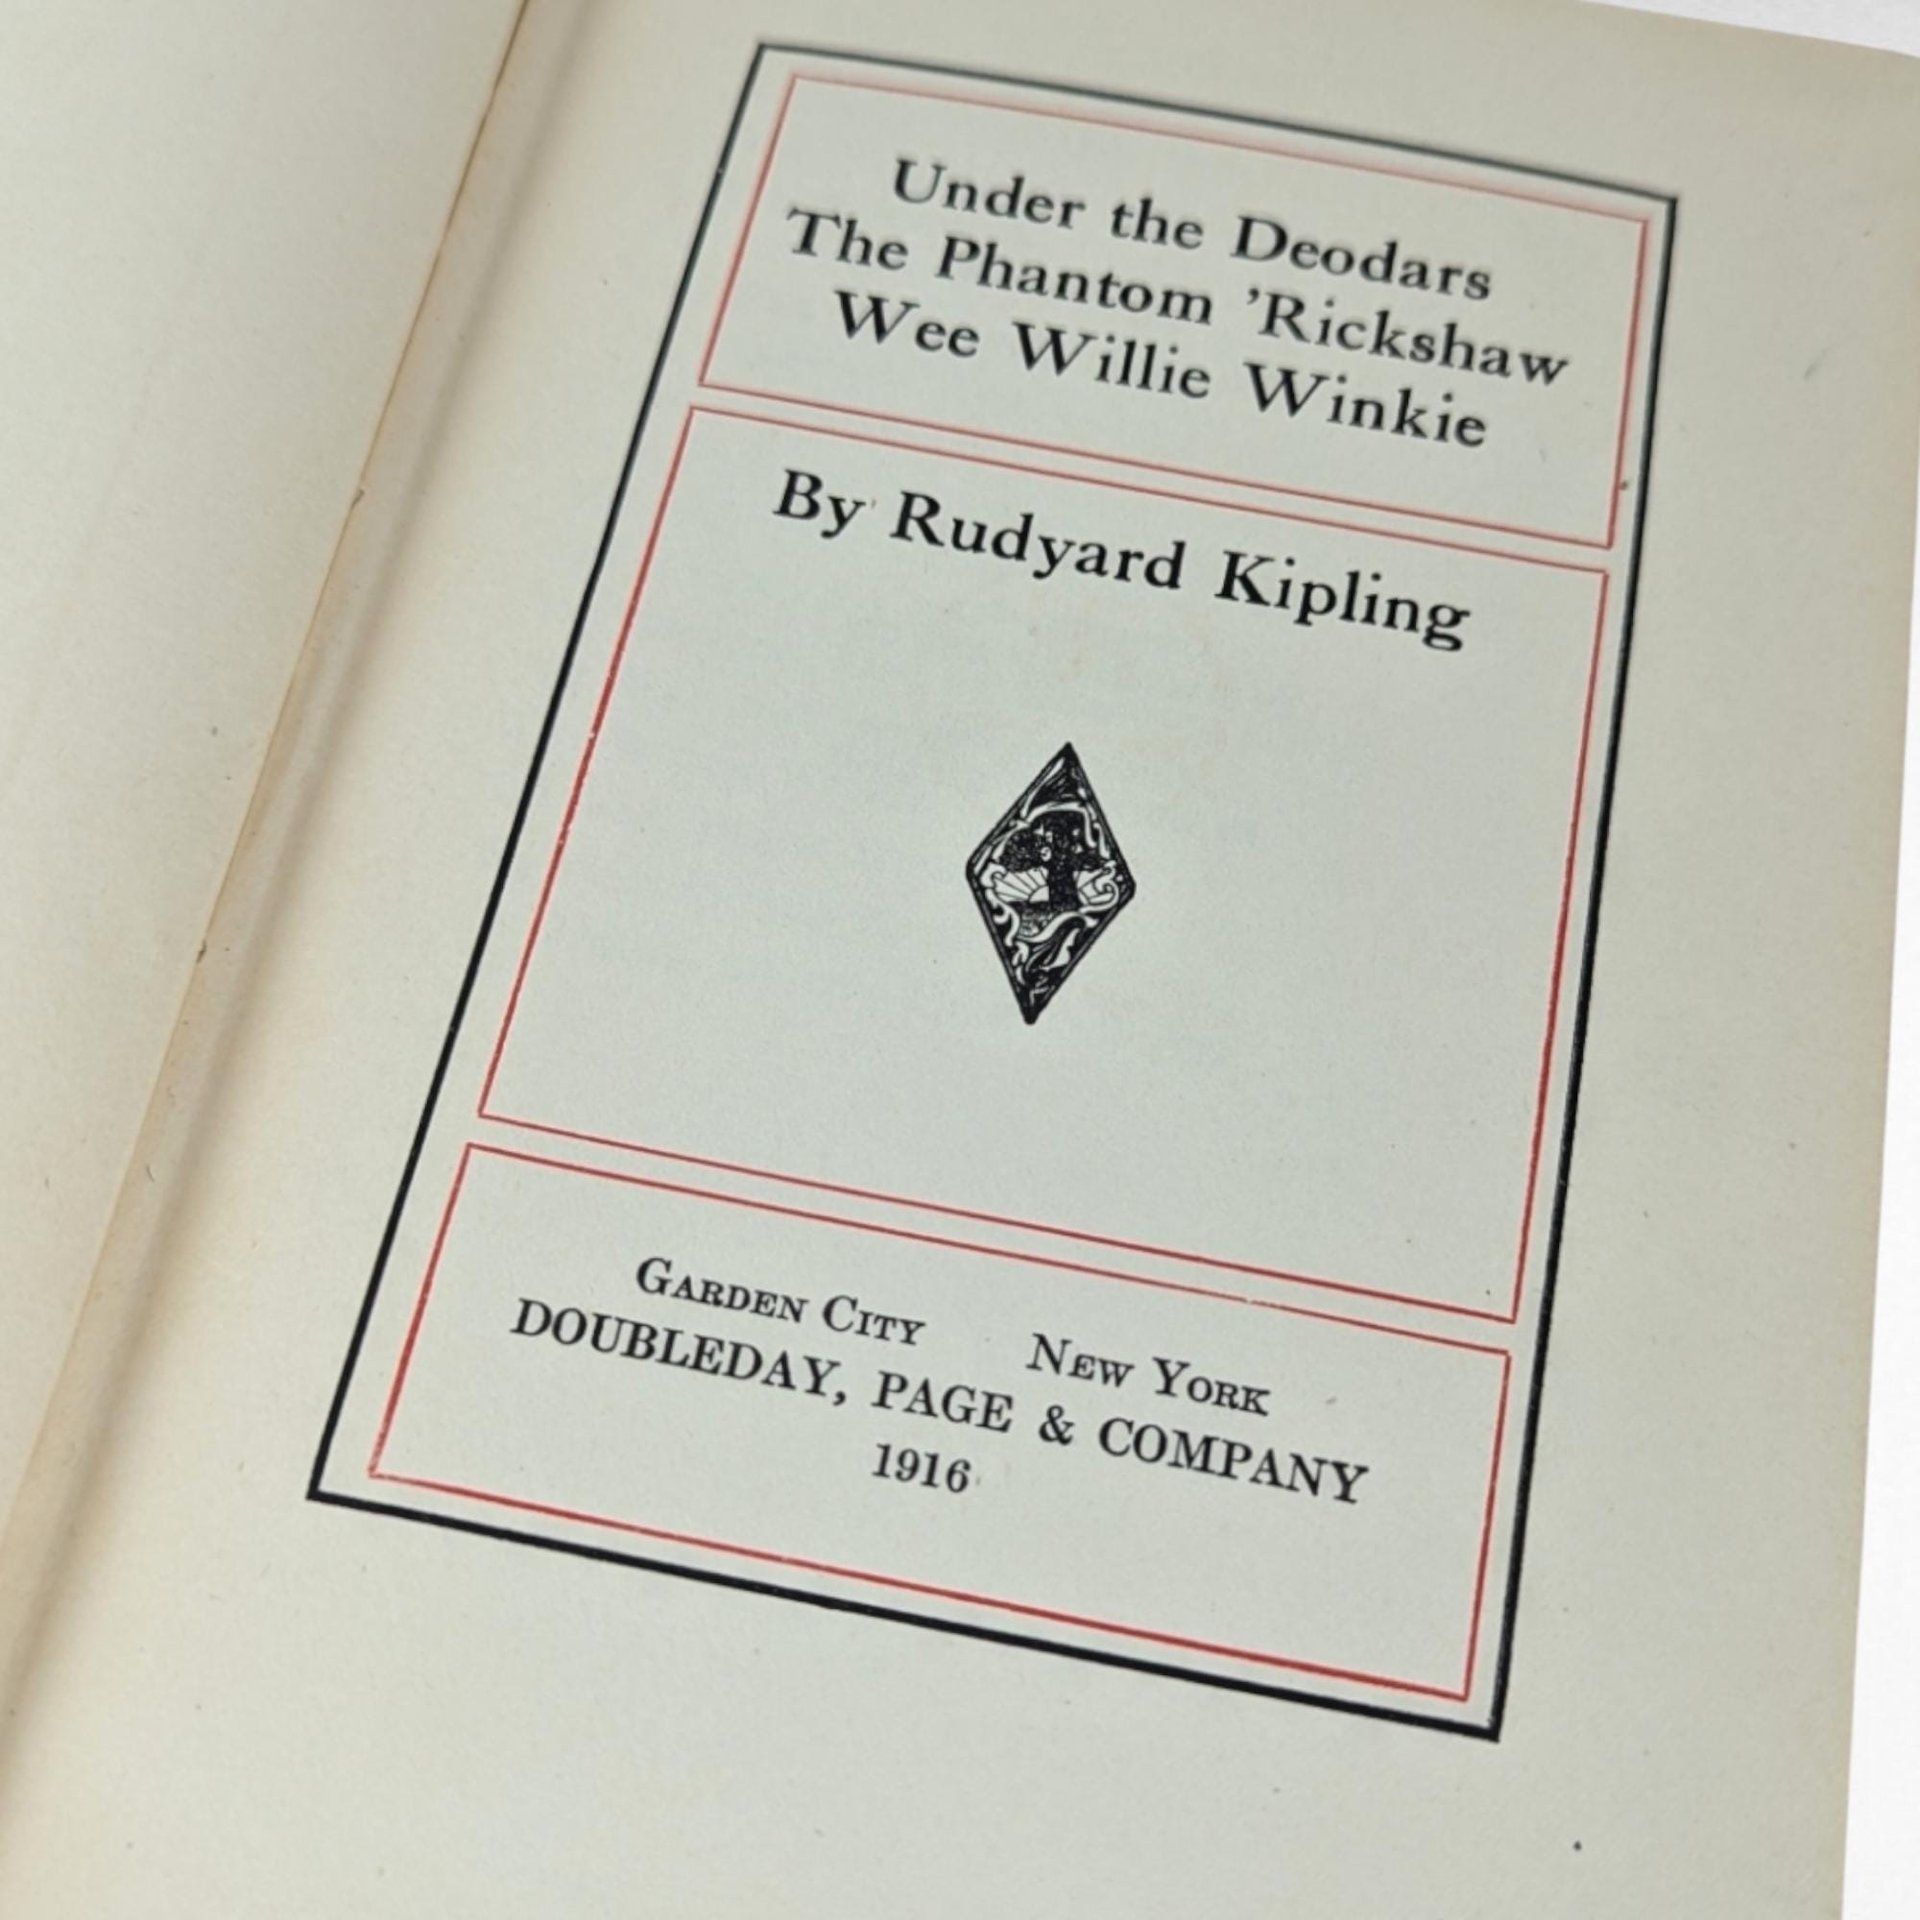 Under the Deodars
The Phantom 'Rickshaw
Wee Willie Winkie
By Rudyard Kipling
GARDEN CITY NEW YORK
DOUBLEDAY, PAGE & COMPANY
1916